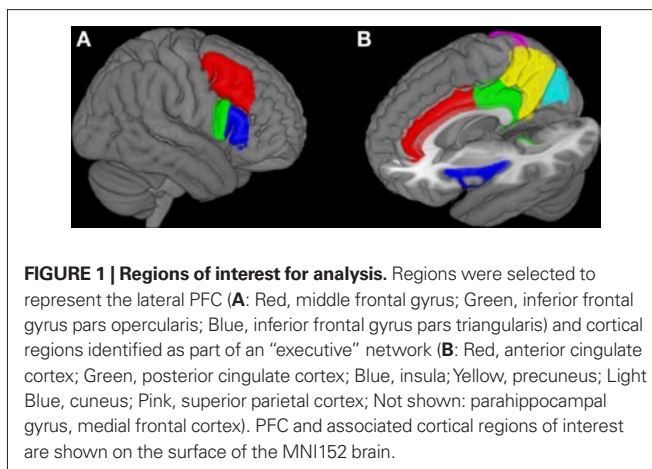 A
B
FIGURE 1 | Regions of interest for analysis. Regions were selected to
represent the lateral PFC (A: Red, middle frontal gyrus; Green, inferior frontal
gyrus pars opercularis; Blue, inferior frontal gyrus pars triangularis) and cortical
regions identified as part of an “executive” network (B: Red, anterior cingulate
cortex; Green, posterior cingulate cortex; Blue, insula; Yellow, precuneus; Light
Blue, cuneus; Pink, superior parietal cortex; Not shown: parahippocampal
gyrus, medial frontal cortex). PFC and associated cortical regions of interest
are shown on the surface of the MNI152 brain.